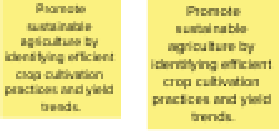 Promote
sustainable
agriculture by
identifying efficient
crop cultivation
practices and yield
trends.
Promote
sustainable
agriculture by
identifying efficient
crop cultivation
practices and yield
trends.